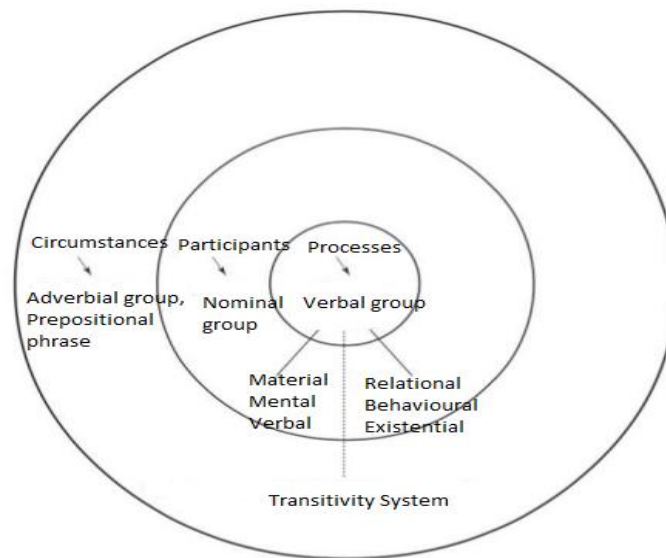 Circumstances
Participants
Processes
Adverbial group,
Prepositional
phrase
Nominal
group
Verbal group
Material
Mental
Verbal
Relational
Behavioural
Existential
Transitivity System